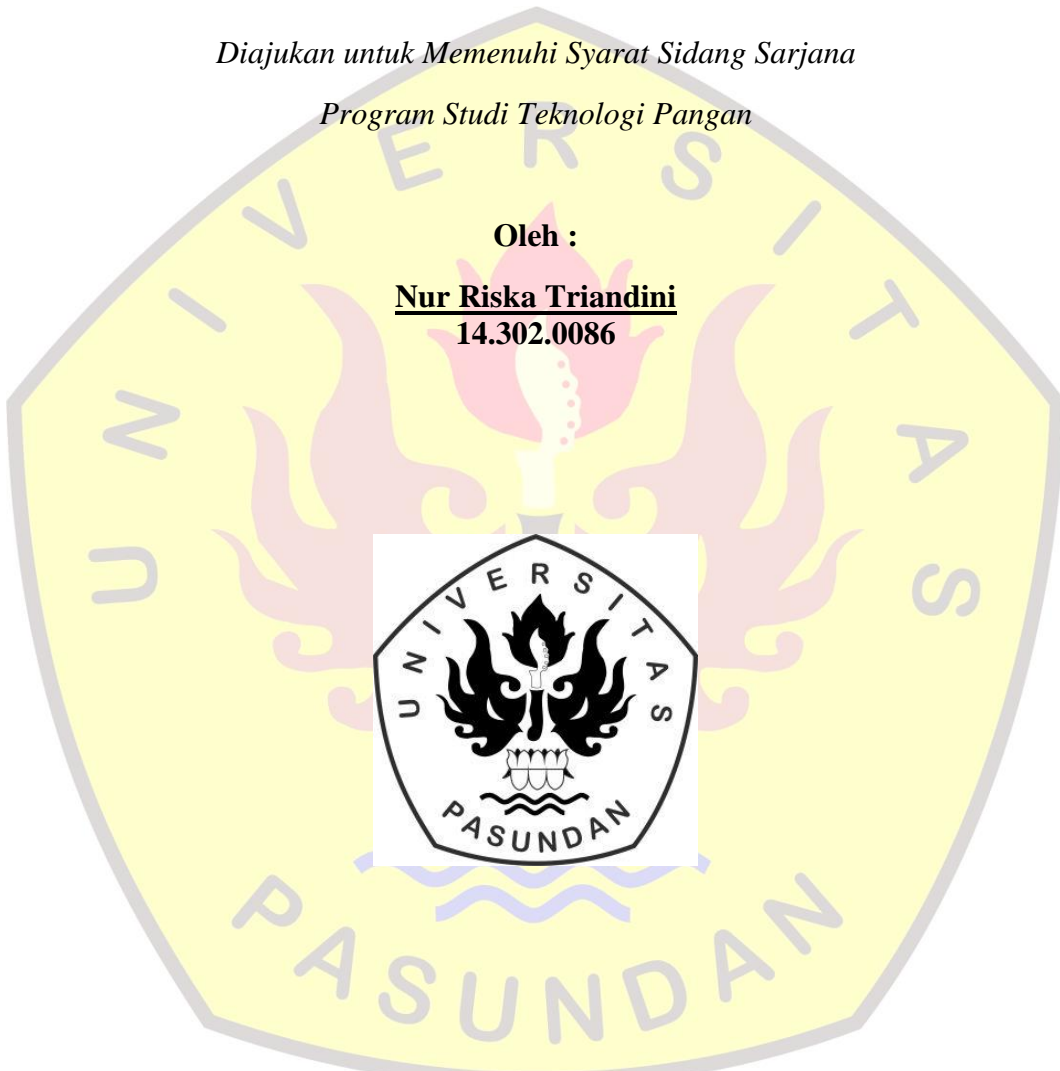 Diajukan untuk Memenuhi Syarat Sidang Sarjana
Program Studi Teknologi Pangan
Oleh :
Nur Riska Triandini
14.302.0086
UNIVERSITAS
PASUNDAN
UNIVERSITAS
PASUNDAN